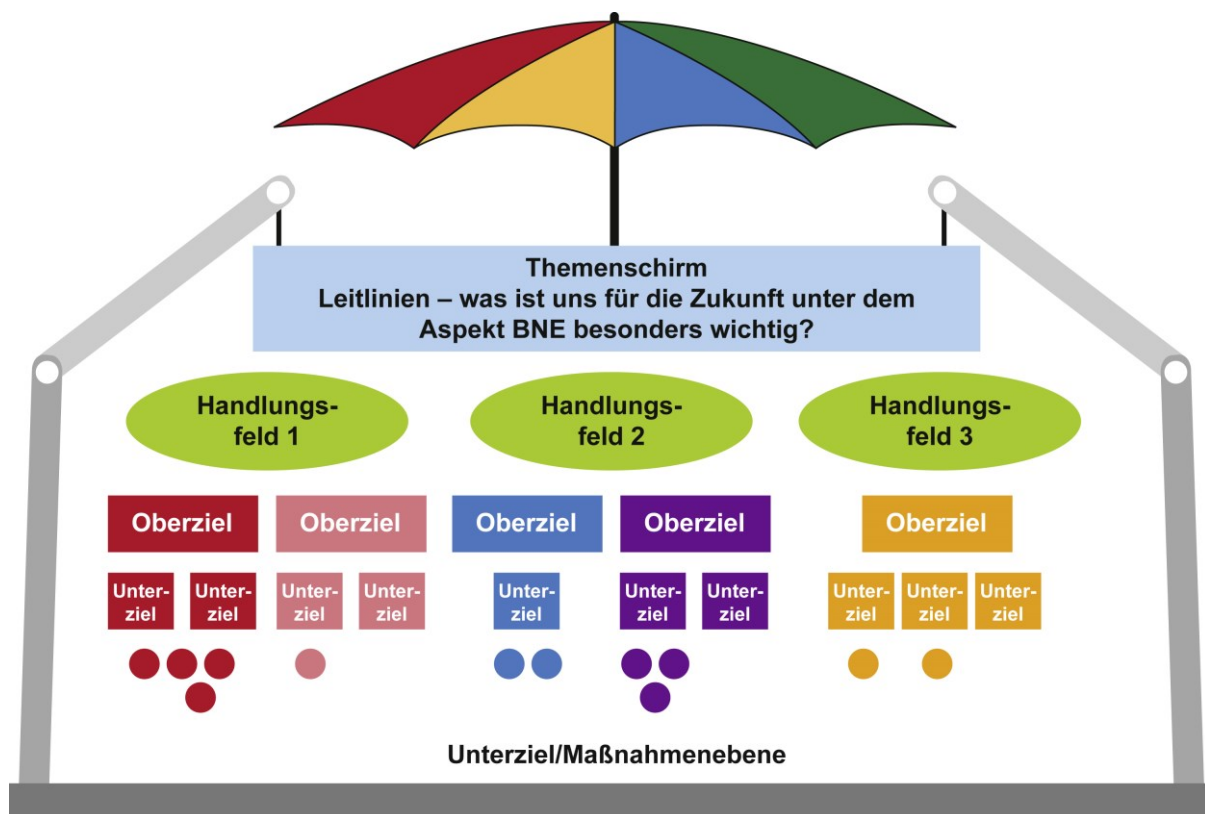 Themenschirm
Leitlinien – was ist uns für die Zukunft unter dem
Aspekt BNE besonders wichtig?
Handlungs-
feld 1
Handlungs-
feld 2
Handlungs-
feld 3
Oberziel
Oberziel
Oberziel
Oberziel
Oberziel
Unter-
ziel
Unter-
ziel
Unter-
ziel
Unter-
ziel
Unter-
ziel
Unter-
ziel
Unter-
ziel
Unter-
ziel
Unter-
ziel
Unter-
ziel
Unterziel/Maßnahmenebene